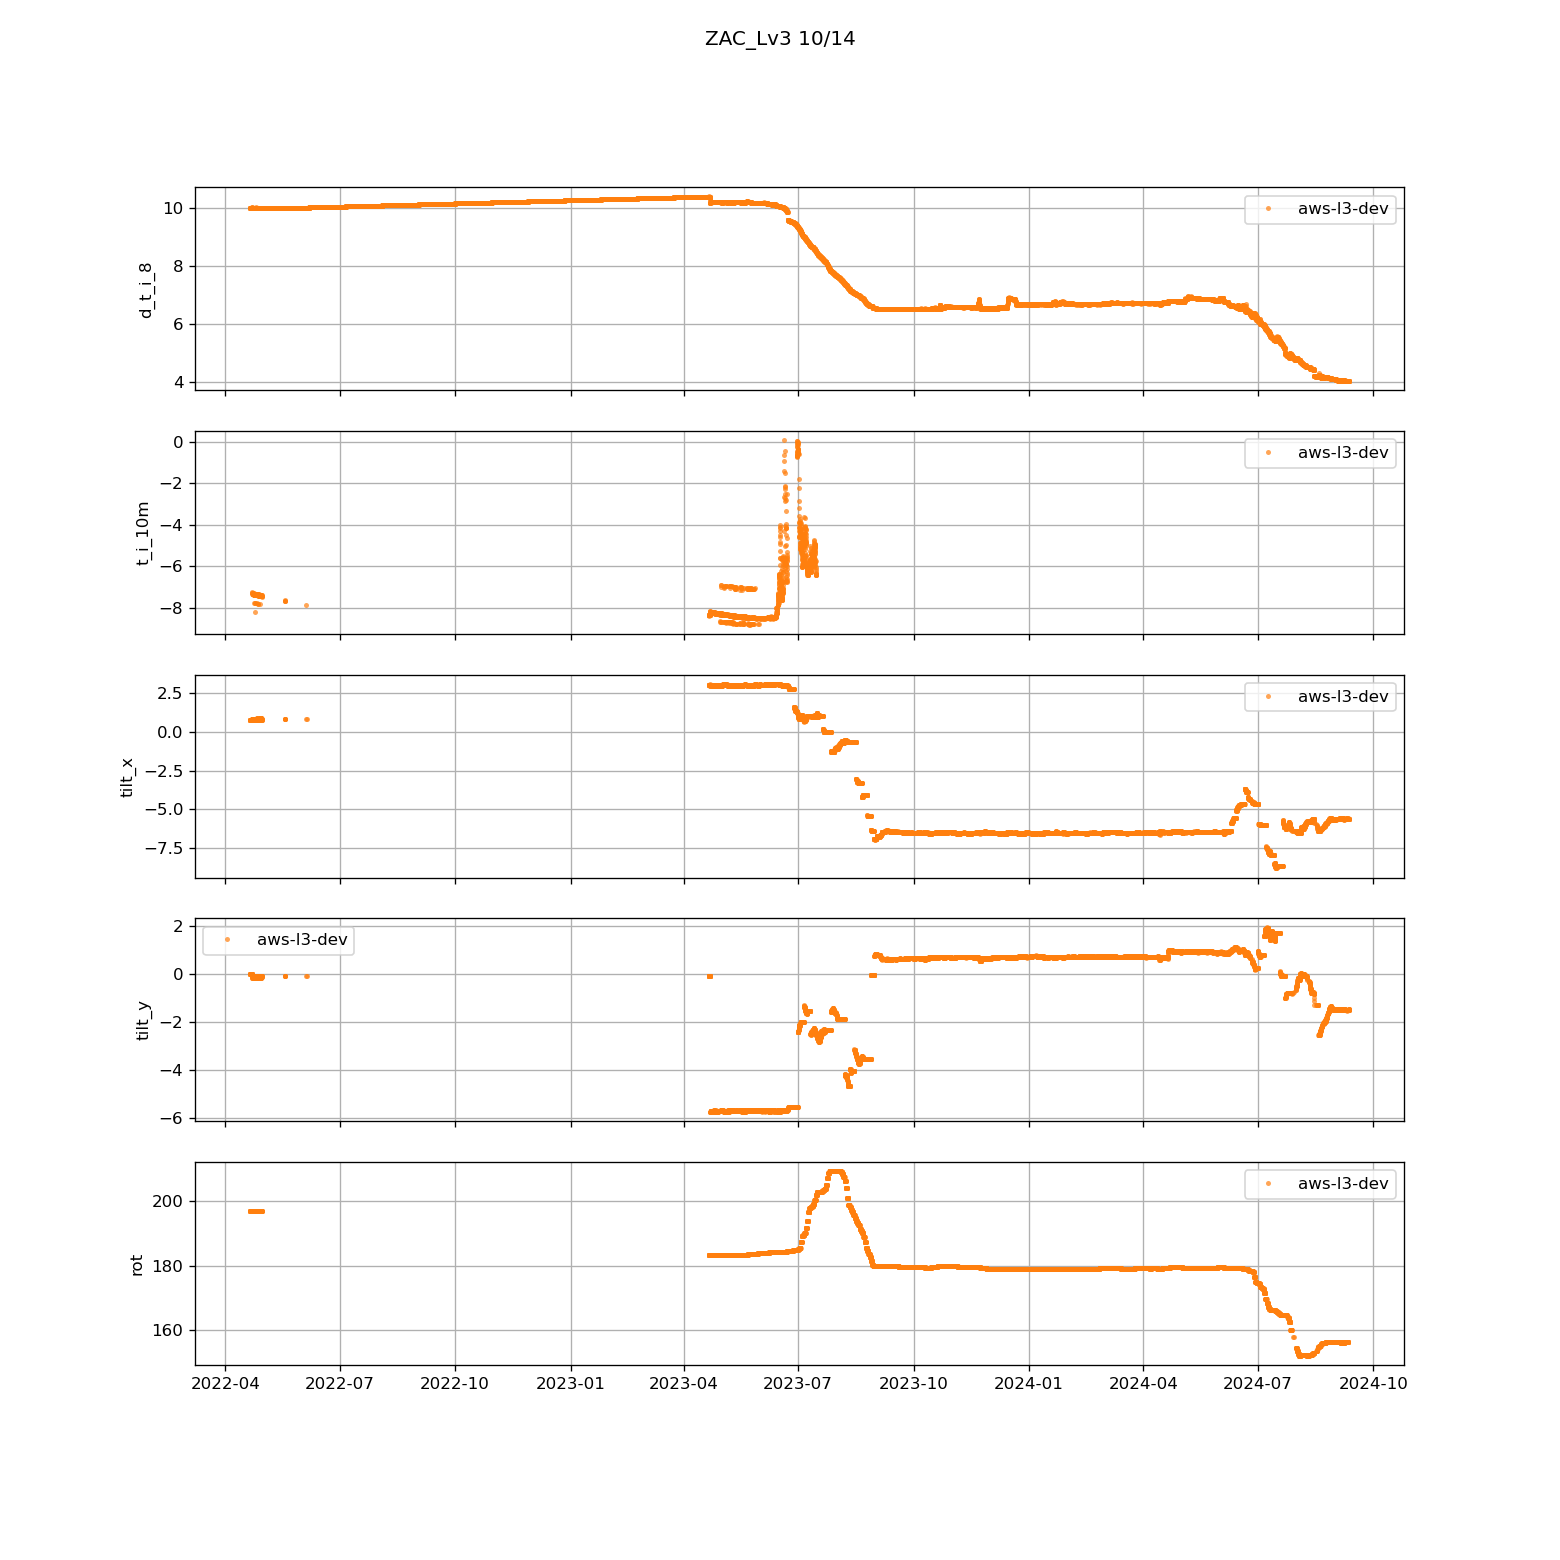 ZAC_Lv3 10/14
10
8
6
4
d_t_i_8
aws-l3-dev
0
−2
−4
−6
−8
t_i_10m
aws-l3-dev
2.5
0.0
−2.5
−5.0
−7.5
tilt_x
aws-l3-dev
2
0
−2
−4
−6
tilt_y
aws-l3-dev
200
180
160
rot
aws-l3-dev
2022-04 2022-07 2022-10 2023-01 2023-04 2023-07 2023-10 2024-01 2024-04 2024-07 2024-10